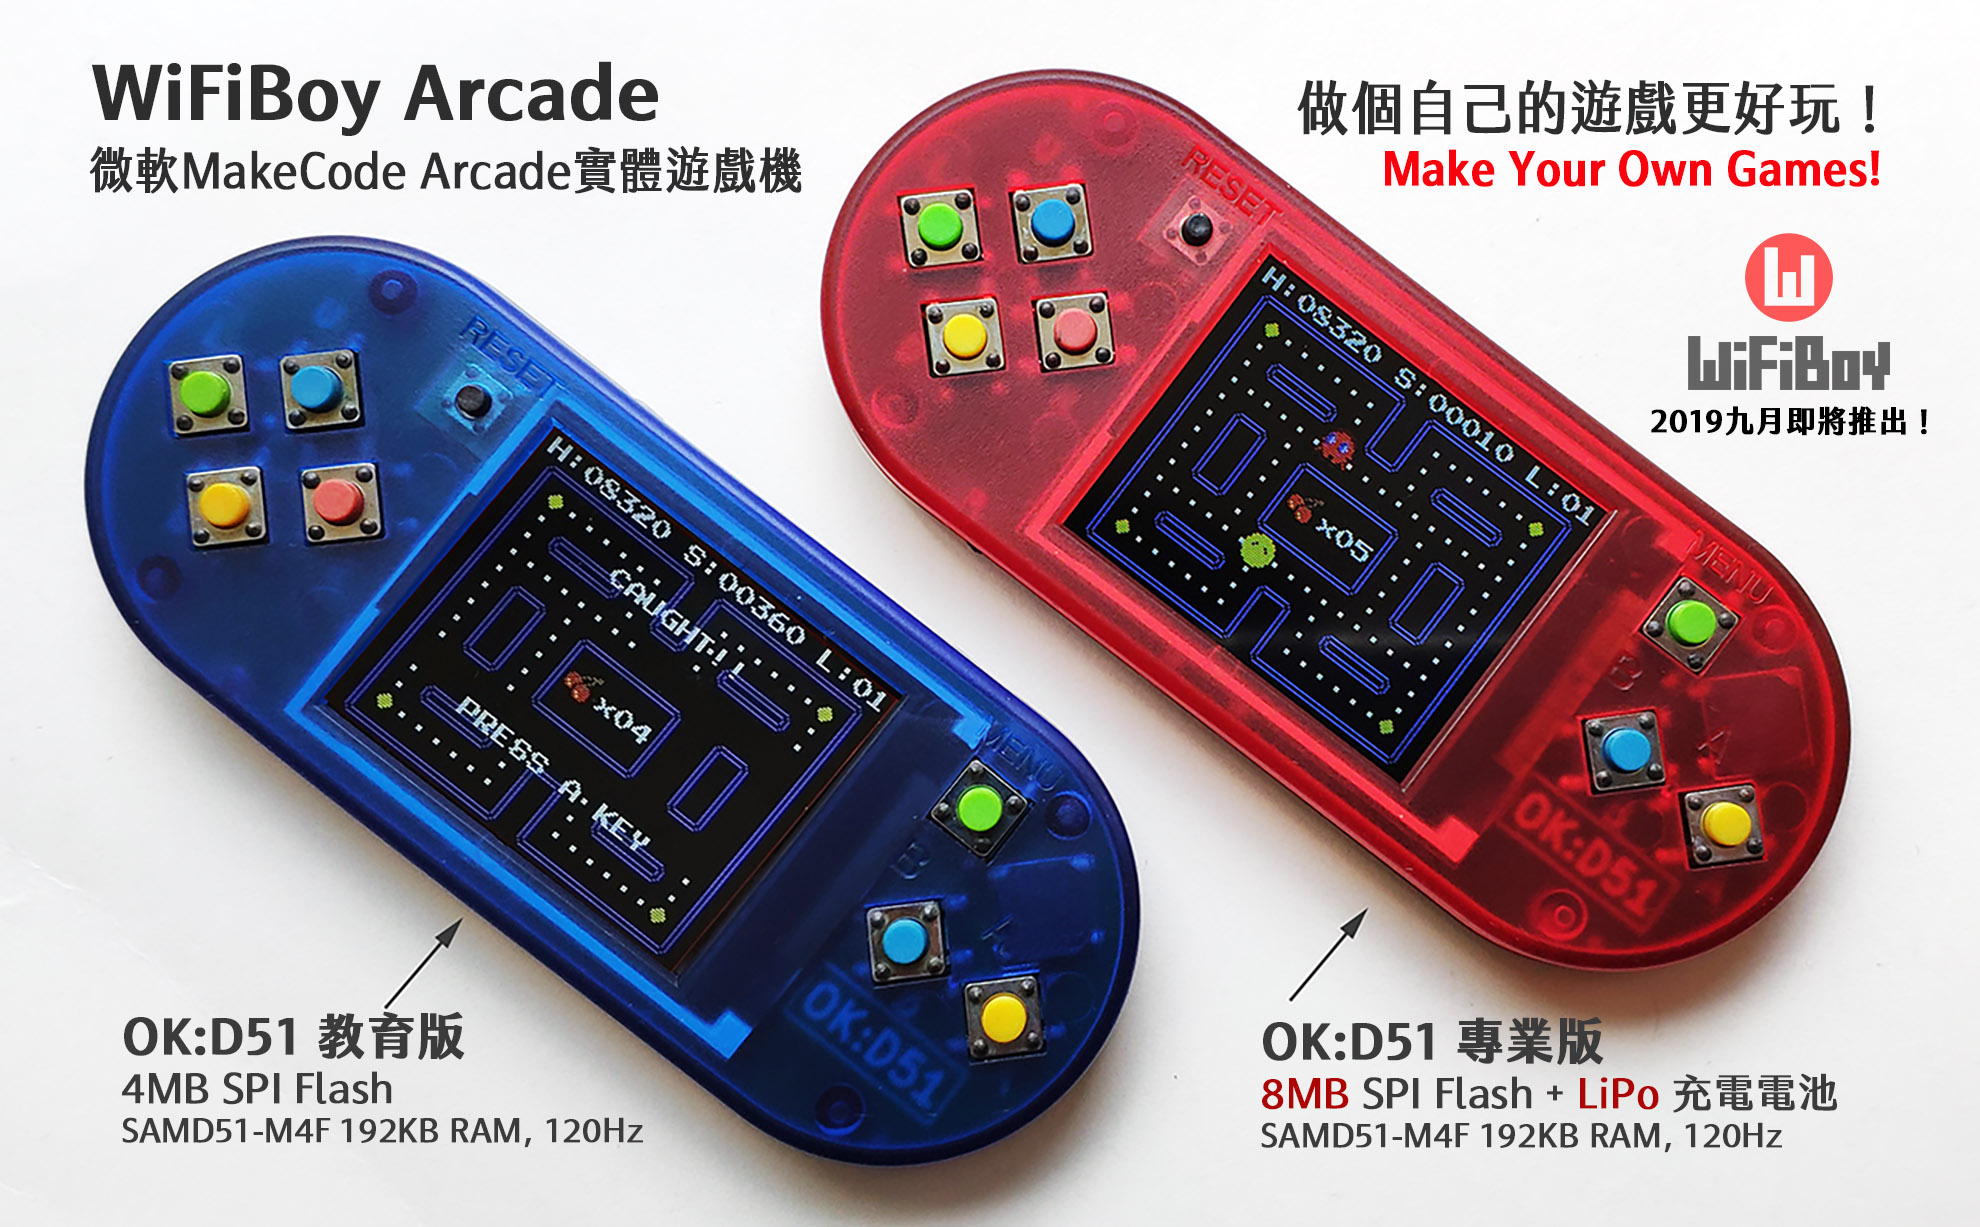 WiFiBoy Arcade
微軟MakeCode Arcade實體遊戲機
做個自己的遊戲更好玩！
Make Your Own Games!
WiFiBoy
2019九月即將推出！
RESET
H:08320 S:00360 L:01
CAUGHT!!
x04
PRESS A KEY
MENU
B
A
OK:D51
RESET
H:08320 S:00010 L:01
x05
MENU
B
A
OK:D51
OK:D51 教育版
4MB SPI Flash
SAMD51-M4F 192KB RAM, 120Hz
OK:D51 專業版
8MB SPI Flash + LiPo 充電電池
SAMD51-M4F 192KB RAM, 120Hz